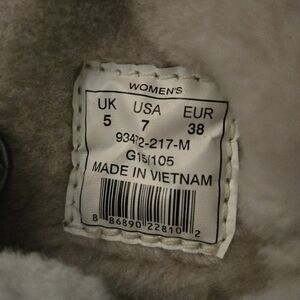 WOMEN'S
UK USA EUR
5 7 38
93472-217-M
G15/105
MADE IN VIETNAM
8 86890 22810 2